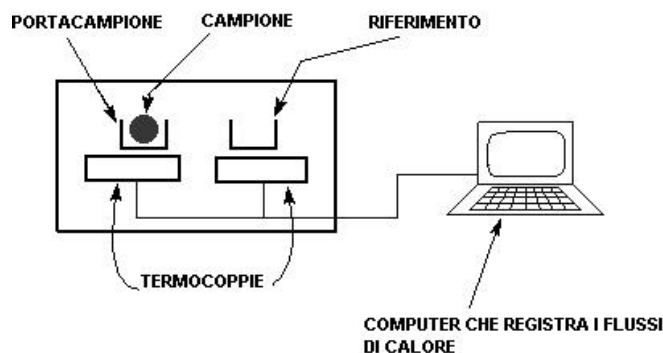 PORTACAMPIONE
CAMPIONE
RIFERIMENTO
TERMOCOPPIE
COMPUTER CHE REGISTRA I FLUSSI
DI CALORE